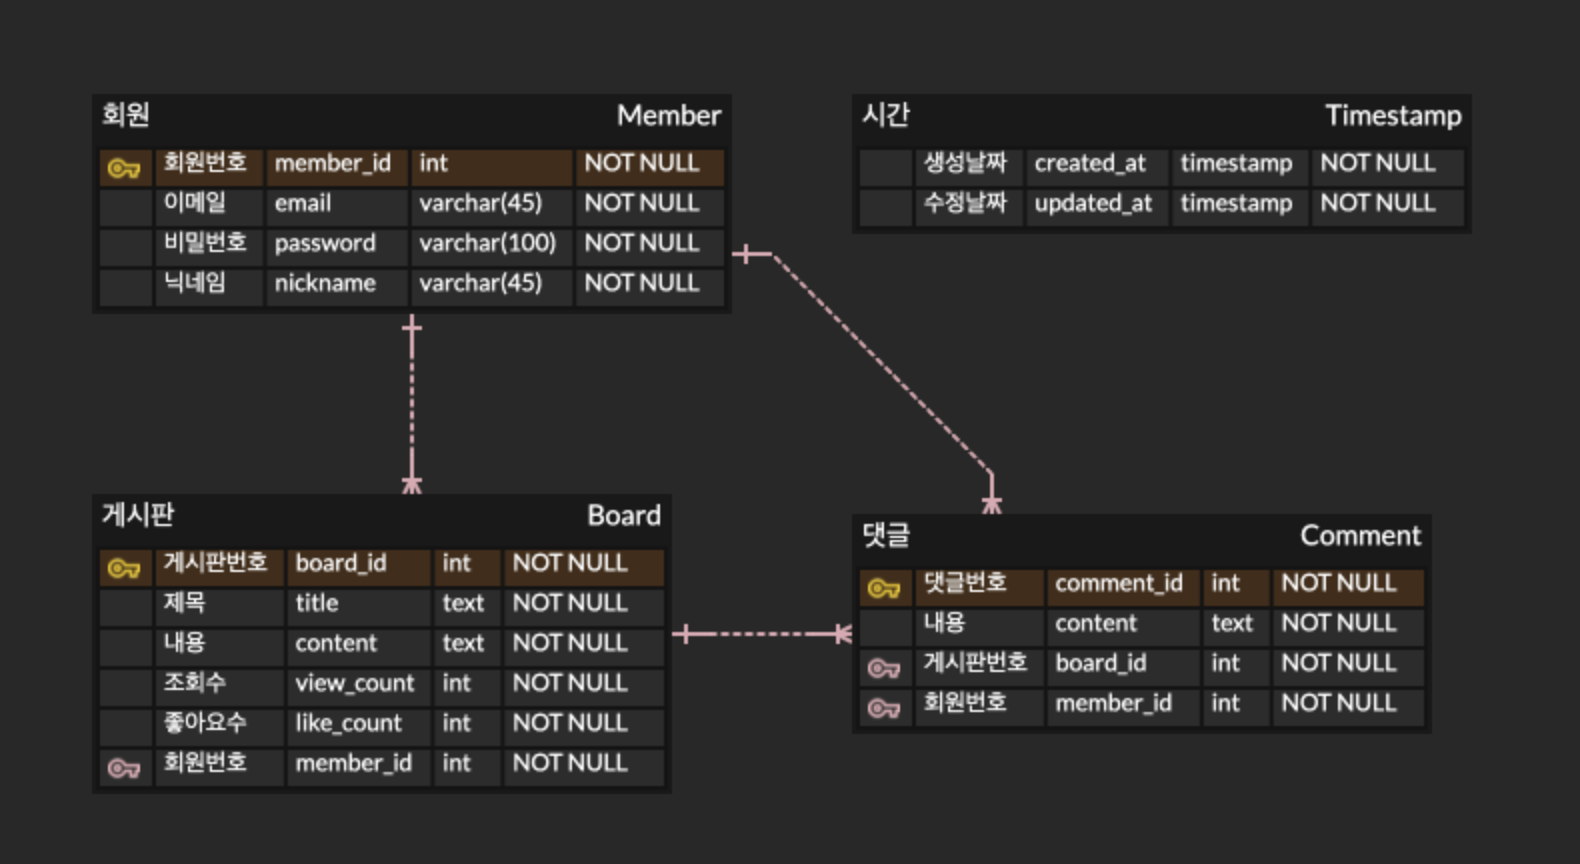 회원 Member
회원번호 member_id int NOT NULL
이메일 email varchar(45) NOT NULL
비밀번호 password varchar(100) NOT NULL
닉네임 nickname varchar(45) NOT NULL
시간 Timestamp
생성날짜 created_at timestamp NOT NULL
수정날짜 updated_at timestamp NOT NULL
게시판 Board
게시판번호 board_id int NOT NULL
제목 title text NOT NULL
내용 content text NOT NULL
조회수 view_count int NOT NULL
좋아요수 like_count int NOT NULL
회원번호 member_id int NOT NULL
댓글 Comment
댓글번호 comment_id int NOT NULL
내용 content text NOT NULL
게시판번호 board_id int NOT NULL
회원번호 member_id int NOT NULL